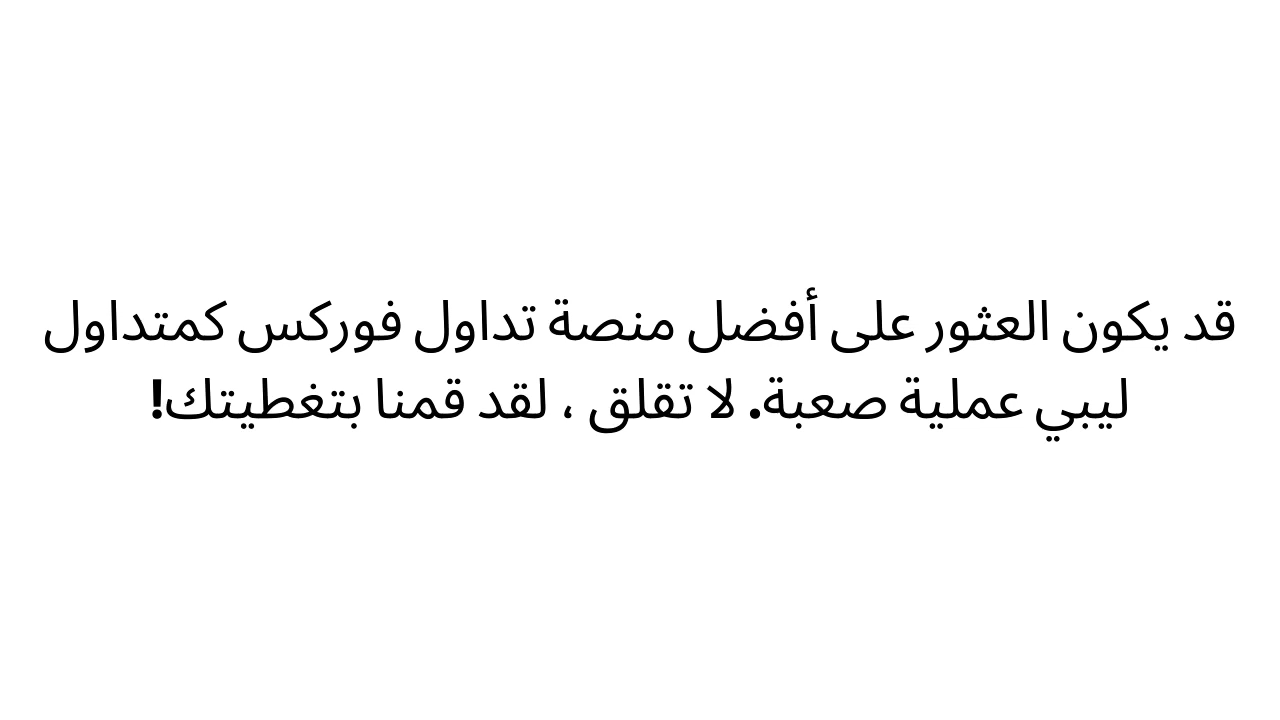 قد يكون العثور على أفضل منصة تداول فوركس كمتداول
ليبي عملية صعبة. لا تقلق ، لقد قمنا بتغطيتك!